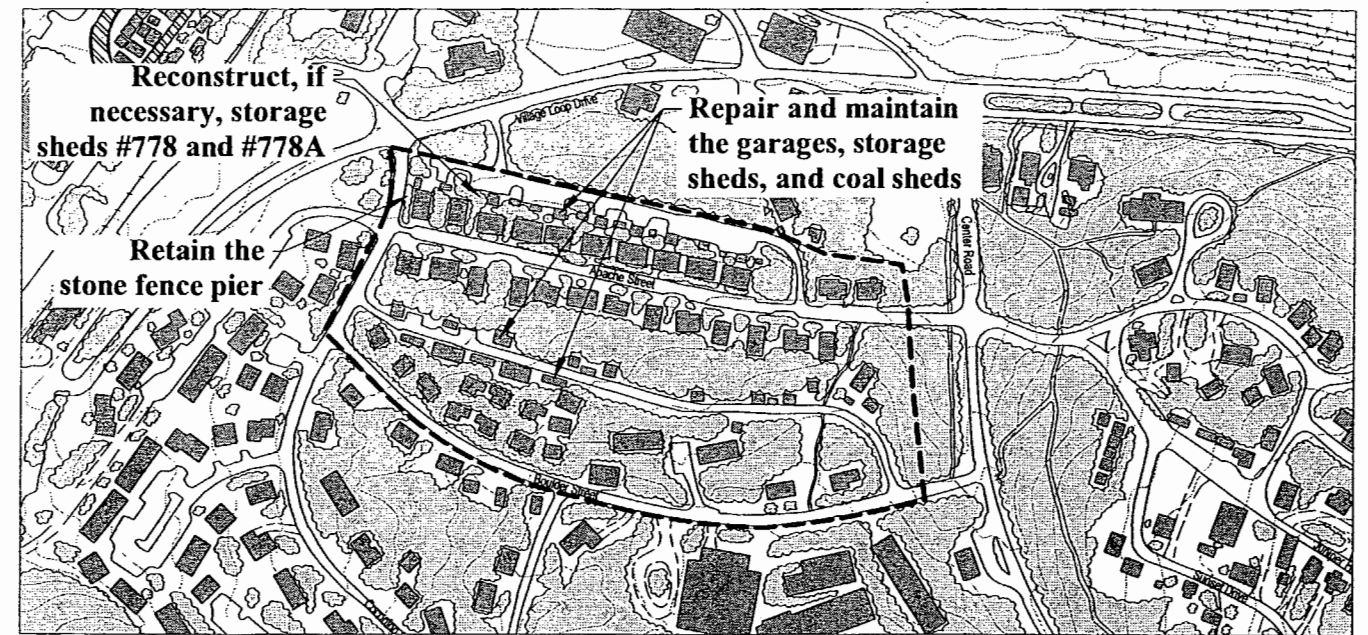 Reconstruct, if
necessary, storage
sheds #778 and #778A
Village Loop Drive
Repair and maintain
the garages, storage
sheds, and coal sheds
Retain the
stone fence pier
Center Road
Apache Street
Boulder Street
Sunset Drive